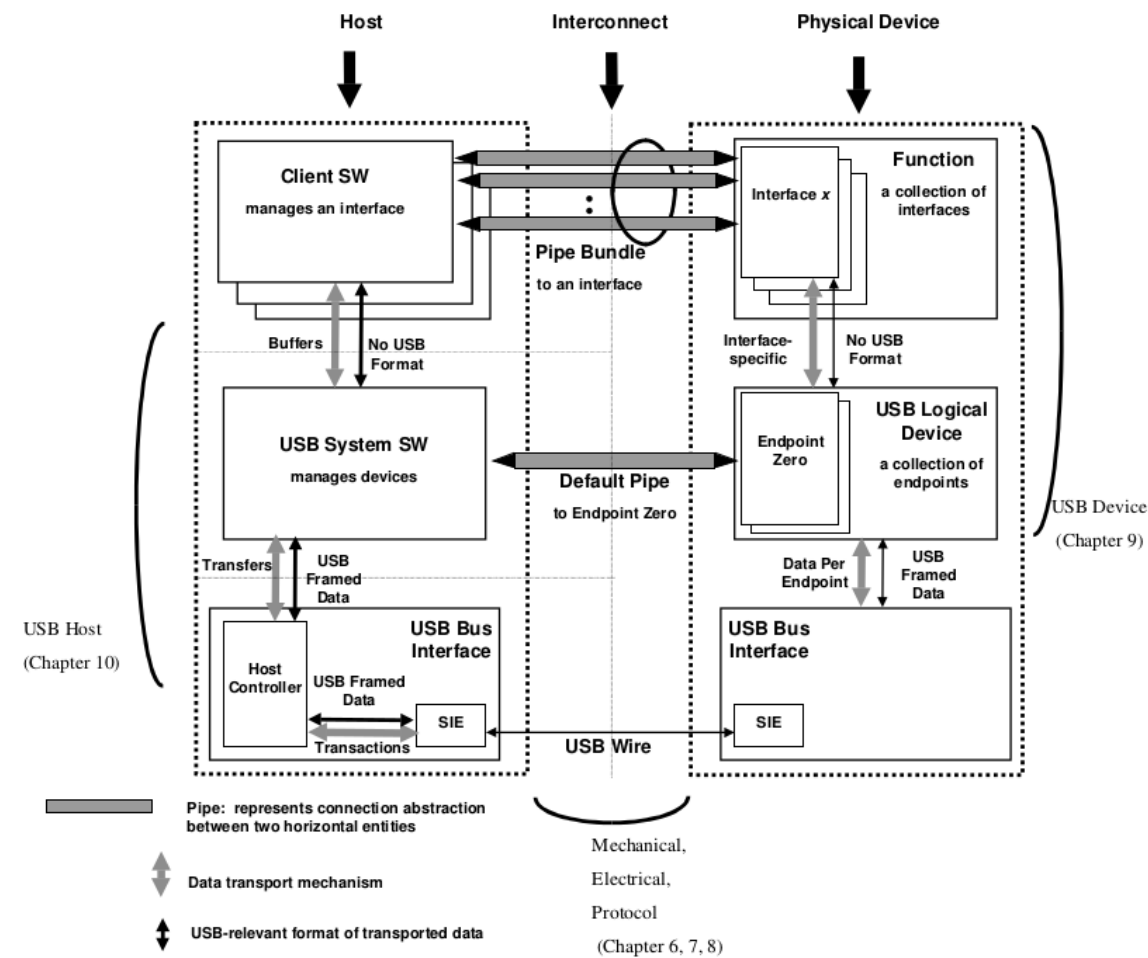 Host
Interconnect
Physical Device
Client SW
manages an interface
Pipe Bundle
to an interface
Interface x
Function
a collection of
interfaces
Buffers
No USB
Format
Interface-
specific
No USB
Format
USB System SW
manages devices
Default Pipe
to Endpoint Zero
Endpoint
Zero
USB Logical
Device
a collection of
endpoints
USB Device
(Chapter 9)
Transfers
USB
Framed
Data
Data Per
Endpoint
USB
Framed
Data
USB Host
(Chapter 10)
USB Bus
Interface
Host
Controller
USB Framed
Data
Transactions
SIE
USB Wire
USB Bus
Interface
SIE
Pipe: represents connection abstraction
between two horizontal entities
Data transport mechanism
USB-relevant format of transported data
Mechanical,
Electrical,
Protocol
(Chapter 6, 7, 8)